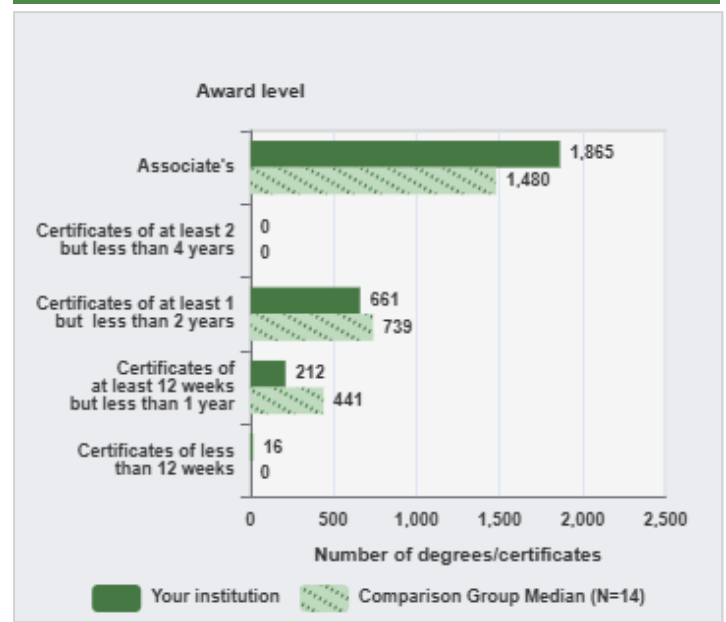 Award level
Associate's
1,865
1,480
Certificates of at least 2
but less than 4 years
0
0
Certificates of at least 1
but less than 2 years
661
739
Certificates of
at least 12 weeks
but less than 1 year
212
441
Certificates of less
than 12 weeks
16
0
0 500 1,000 1,500 2,000 2,500
Number of degrees/certificates
Your institution Comparison Group Median (N=14)